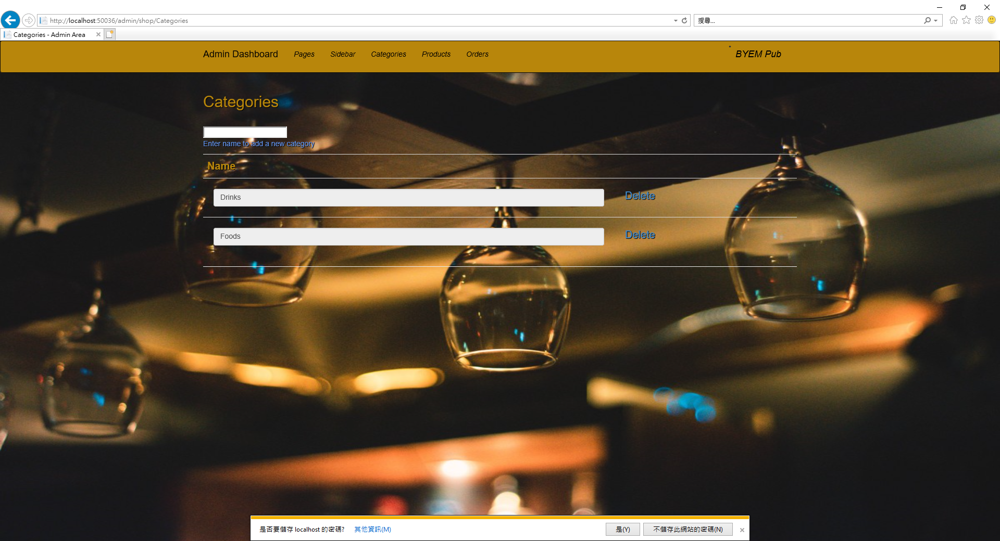 http://localhost:50036/admin/shop/Categories
搜尋...
Categories - Admin Area
Admin Dashboard Pages Sidebar Categories Products Orders BYEM Pub
Categories
Enter name to add a new category
Name
Drinks Delete
Foods Delete
是否要儲存 localhost 的密碼? 其他資訊(M) 是(Y) 不儲存此網站的密碼(N)